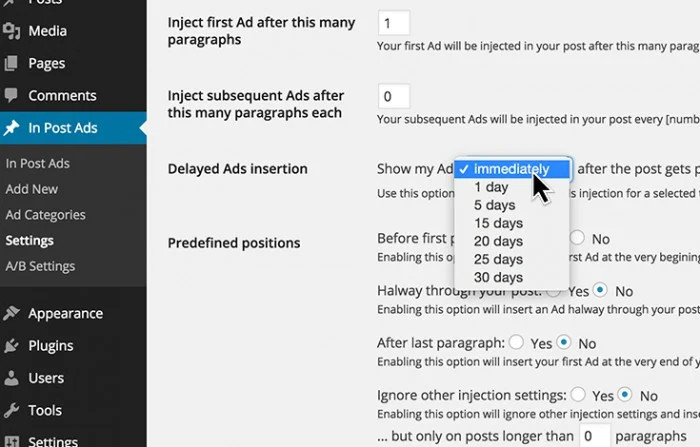 Posts
Media
Pages
Comments
In Post Ads
In Post Ads
Add New
Ad Categories
Settings
A/B Settings
Appearance
Plugins
Users
Tools
Settings
Inject first Ad after this many
paragraphs
1
Your first Ad will be injected in your post after this many
Inject subsequent Ads after
this many paragraphs each
0
Your subsequent Ads will be injected in your post every
Delayed Ads insertion
Show my Ad immediately after the post gets
1 day
5 days
15 days
20 days
25 days
30 days
Use this option injection for a selected
Predefined positions
Before first No
Enabling this first Ad at the very begining
Halway through your post: Yes No
Enabling this option will insert an Ad halway through your post
After last paragraph: Yes No
Enabling this option will insert your first Ad at the very end of
Ignore other injection settings: Yes No
Enabling this option will ignore other injection settings and
... but only on posts longer than 0 paragraphs